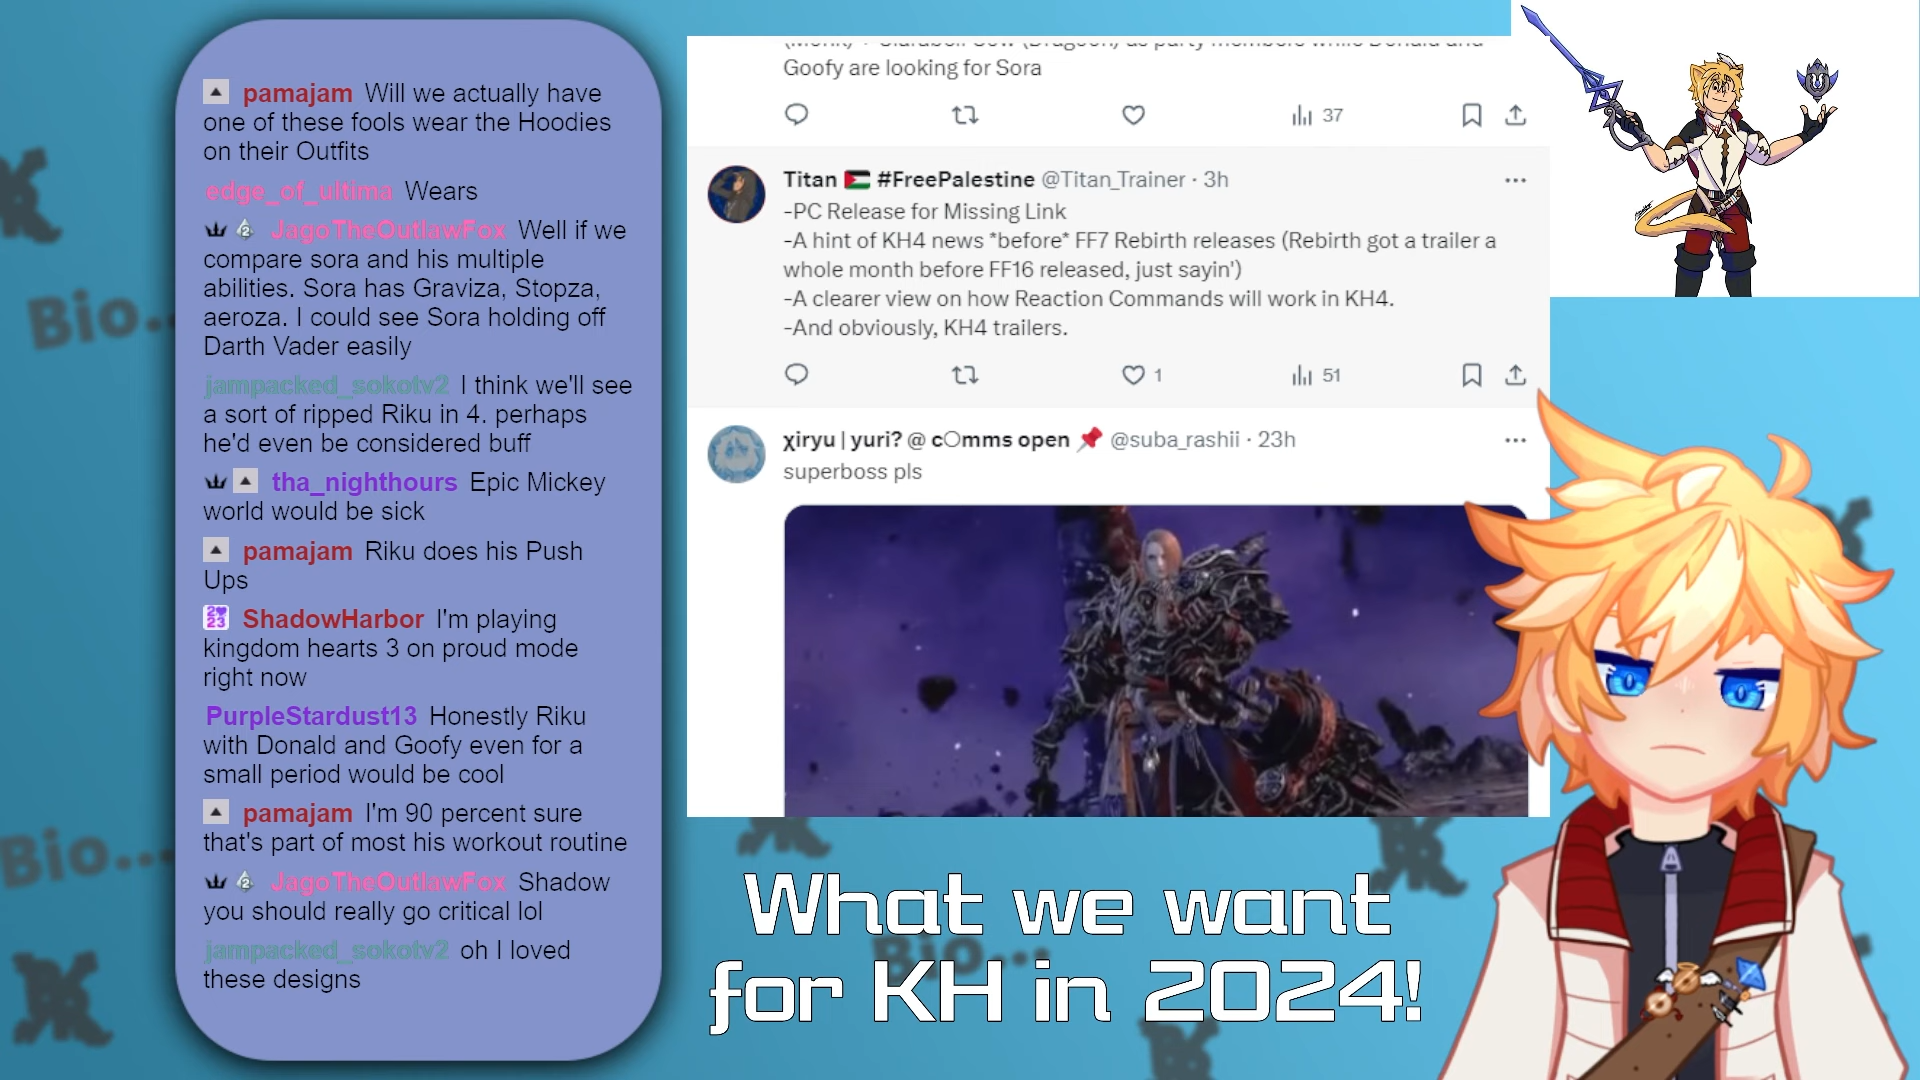 pamajam Will we actually have
one of these fools wear the Hoodies
on their Outfits
edge_of_ultima Wears
JagoTheOutlawFox Well if we
compare sora and his multiple
abilities. Sora has Graviza, Stopza,
aeroza. I could see Sora holding off
Darth Vader easily
jampacked_sokotv2 I think we'll see
a sort of ripped Riku in 4. perhaps
he'd even be considered buff
tha_nighthours Epic Mickey
world would be sick
pamajam Riku does his Push
Ups
ShadowHarbor I'm playing
kingdom hearts 3 on proud mode
right now
PurpleStardust13 Honestly Riku
with Donald and Goofy even for a
small period would be cool
pamajam I'm 90 percent sure
that's part of most his workout routine
JagoTheOutlawFox Shadow
you should really go critical lol
jampacked_sokotv2 oh I loved
these designs
Goofy are looking for Sora
37
Titan 🇵🇸 #FreePalestine @Titan_Trainer · 3h
-PC Release for Missing Link
-A hint of KH4 news *before* FF7 Rebirth releases (Rebirth got a trailer a
whole month before FF16 released, just sayin')
-A clearer view on how Reaction Commands will work in KH4.
-And obviously, KH4 trailers.
1 51
χiryu | yuri? @ c❍mms open 📌 @suba_rashii · 23h
superboss pls
What we want
for KH in 2024!
Bio...
Bio...
Bio...